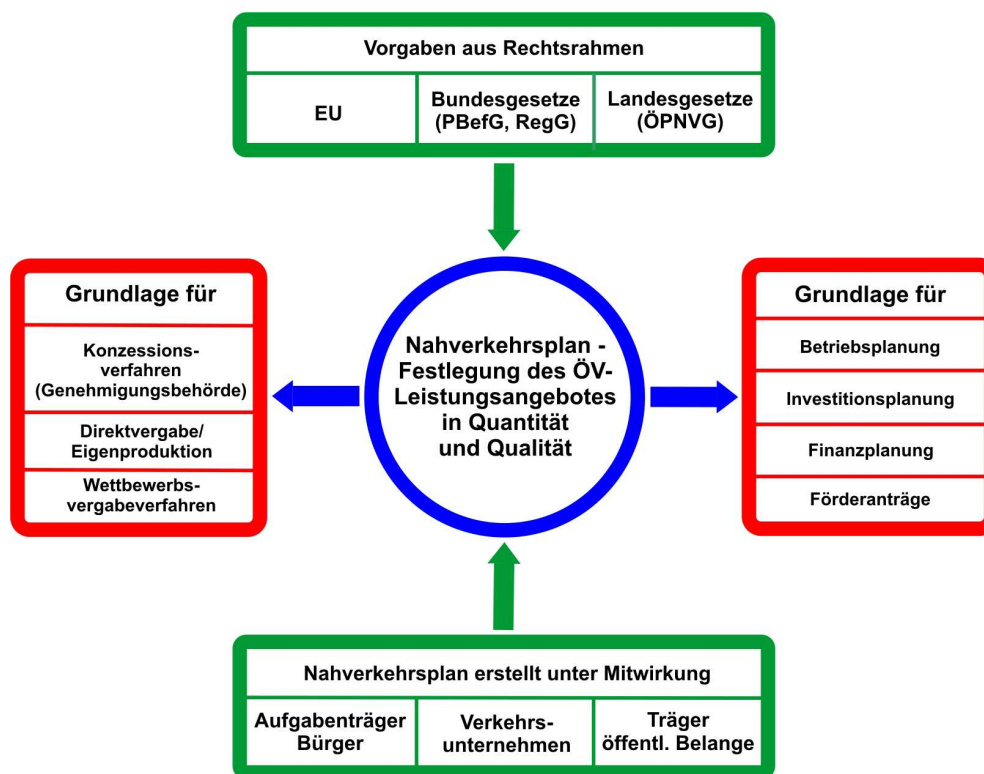 Vorgaben aus Rechtsrahmen
EU
Bundesgesetze
(PBefG, RegG)
Landesgesetze
(ÖPNVG)
Grundlage für
Konzessions-
verfahren
(Genehmigungsbehörde)
Direktvergabe/
Eigenproduktion
Wettbewerbs-
vergabeverfahren
Nahverkehrsplan -
Festlegung des ÖV-
Leistungsangebotes
in Quantität
und Qualität
Grundlage für
Betriebsplanung
Investitionsplanung
Finanzplanung
Förderanträge
Nahverkehrsplan erstellt unter Mitwirkung
Aufgabenträger
Bürger
Verkehrs-
unternehmen
Träger
öffentl. Belange